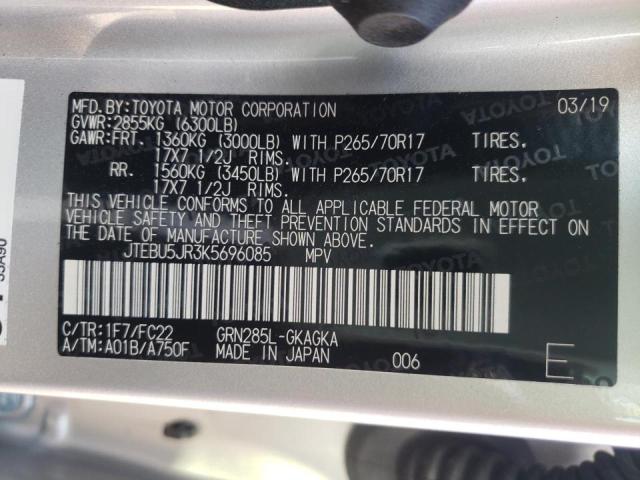 MFD.BY:TOYOTA MOTOR CORPORATION 03/19
GVWR:2855KG (6300LB)
GAWR:FRT. 1360KG (3000LB) WITH P265/70R17 TIRES.
17X7 1/2J RIMS.
RR. 1560KG (3450LB) WITH P265/70R17 TIRES.
17X7 1/2J RIMS.
THIS VEHICLE CONFORMS TO ALL APPLICABLE FEDERAL MOTOR
VEHICLE SAFETY AND THEFT PREVENTION STANDARDS IN EFFECT ON
THE DATE OF MANUFACTURE SHOWN ABOVE.
JTEBU5JR3K5696085 MPV
C/TR:1F7/FC22 GRN285L-GKAGKA
A/TM:A01B/A750F MADE IN JAPAN 006 E